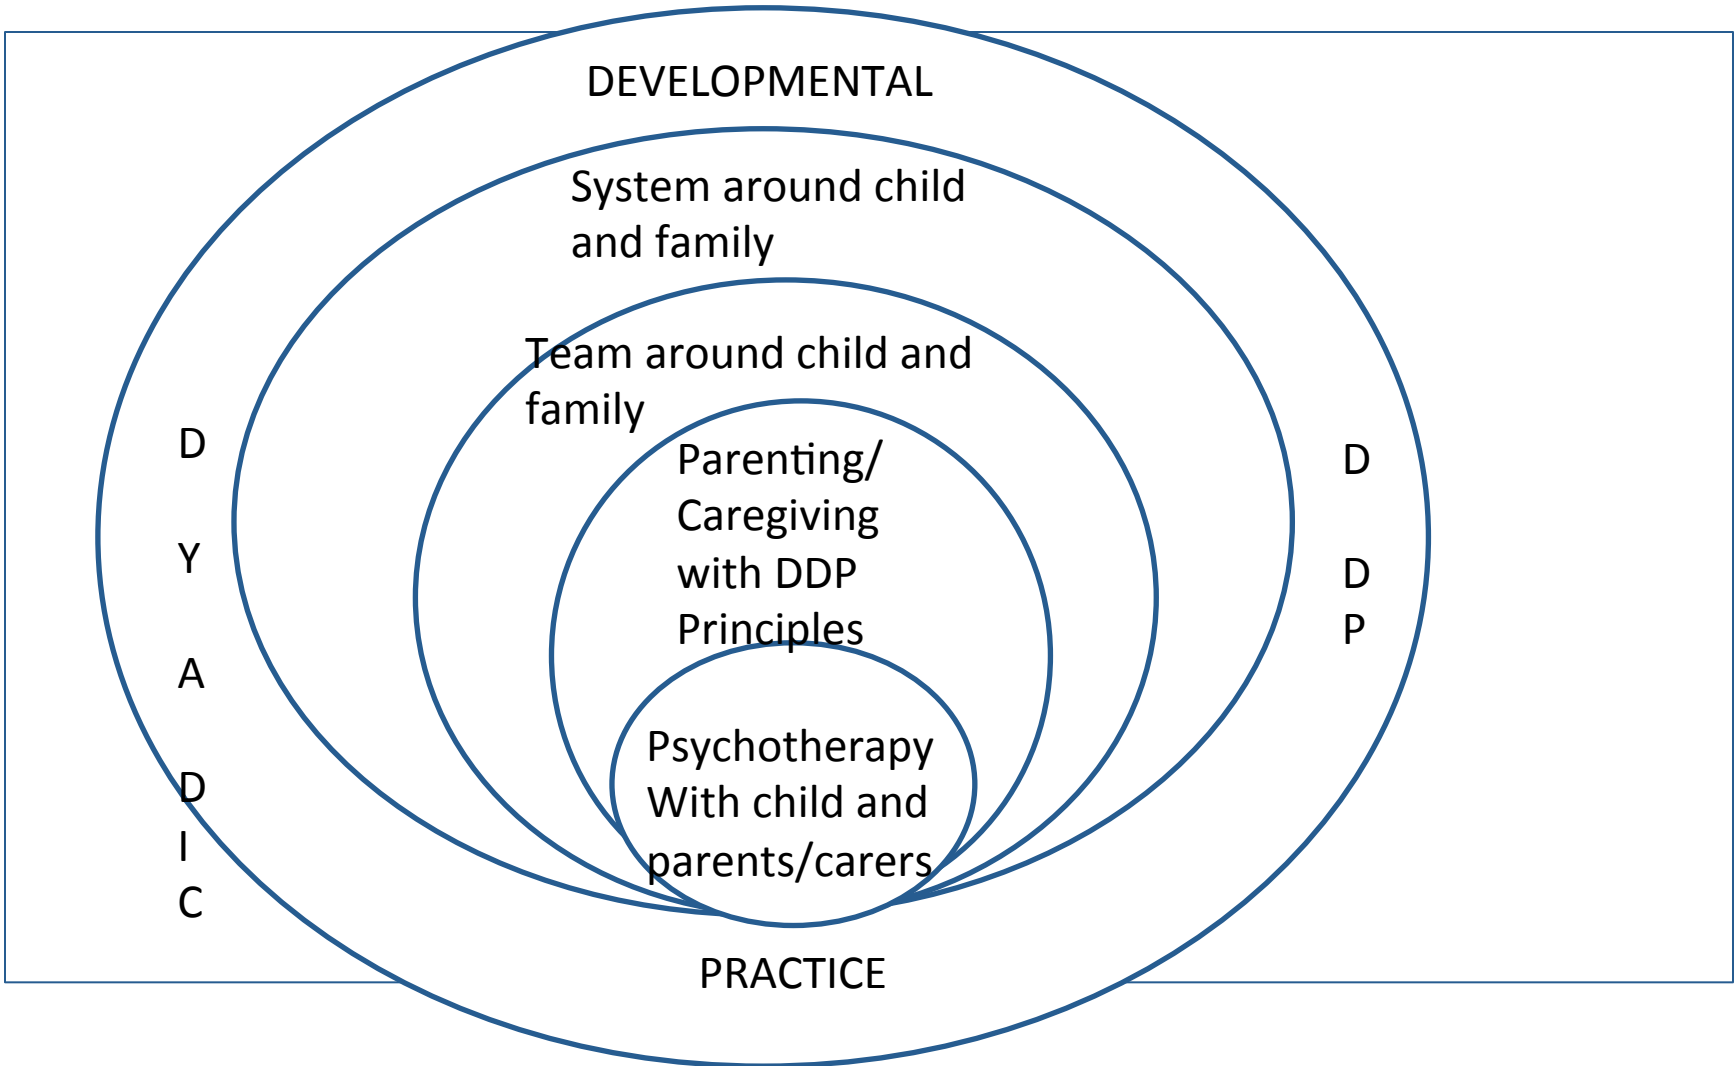 DEVELOPMENTAL
System around child
and family
Team around child and
family
Parenting/
Caregiving
with DDP
Principles
Psychotherapy
With child and
parents/carers
D
Y
A
D
I
C
D
D
P
PRACTICE